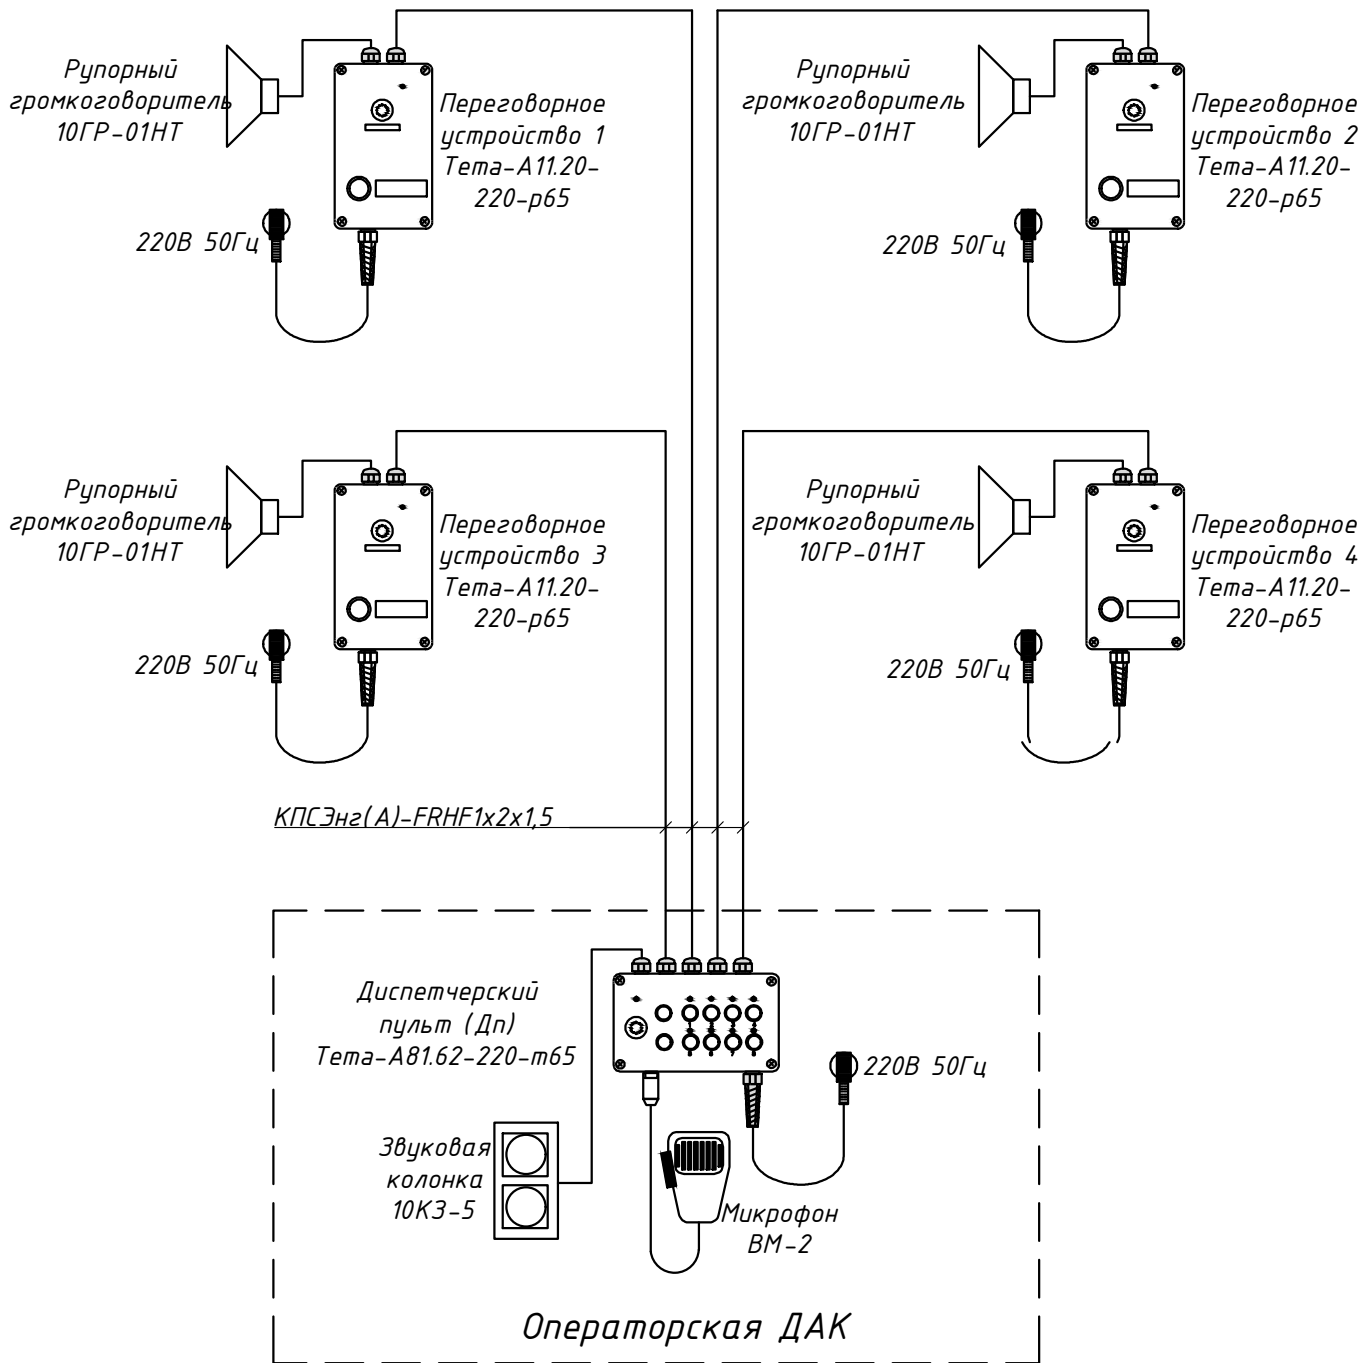 Рупорный
громкоговоритель
10ГР-01НТ
Переговорное
устройство 1
Тета-А11.20-
220-р65
220В 50Гц
Рупорный
громкоговоритель
10ГР-01НТ
Переговорное
устройство 2
Тета-А11.20-
220-р65
220В 50Гц
Рупорный
громкоговоритель
10ГР-01НТ
Переговорное
устройство 3
Тета-А11.20-
220-р65
220В 50Гц
Рупорный
громкоговоритель
10ГР-01НТ
Переговорное
устройство 4
Тета-А11.20-
220-р65
220В 50Гц
КПСЭнг(А)-FRHF1x2x1,5
Диспетчерский
пульт (Дп)
Тета-А81.62-220-т65
220В 50Гц
Звуковая
колонка
10КЗ-5
Микрофон
ВМ-2
Операторская ДАК